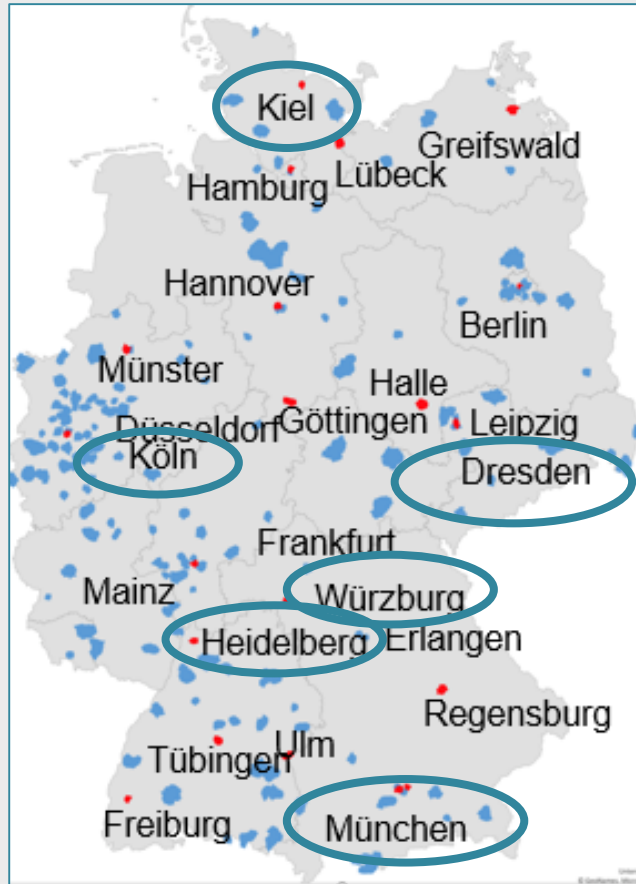 Kiel
Greifswald
Lübeck
Hamburg
Hannover
Berlin
Münster
Halle
Göttingen
Düsseldorf
Leipzig
Köln
Dresden
Frankfurt
Mainz
Würzburg
Heidelberg
Erlangen
Regensburg
Ulm
Tübingen
Freiburg
München